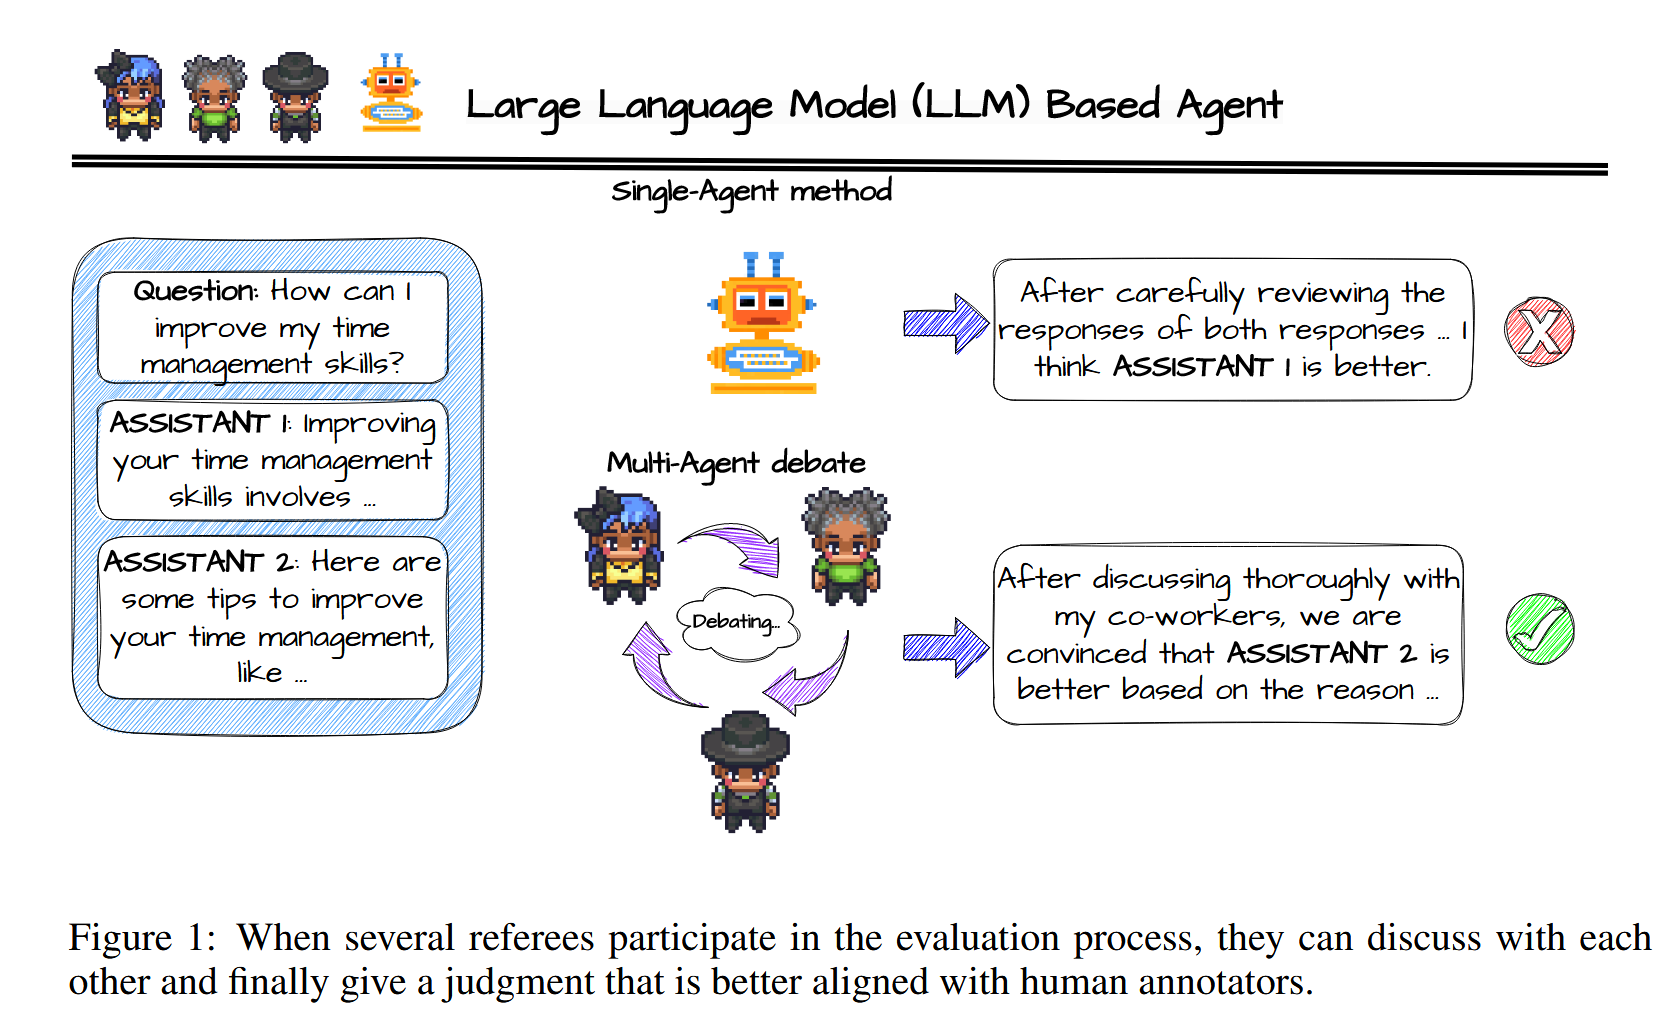 Large Language Model (LLM) Based Agent
Single-Agent method
Question: How can I
improve my time
management skills?
ASSISTANT 1: Improving
your time management
skills involves ...
ASSISTANT 2: Here are
some tips to improve
your time management,
like ...
After carefully reviewing the
responses of both responses ... I
think ASSISTANT 1 is better.
X
Multi-Agent debate
Debating...
After discussing thoroughly with
my co-workers, we are
convinced that ASSISTANT 2 is
better based on the reason ...
Figure 1: When several referees participate in the evaluation process, they can discuss with each
other and finally give a judgment that is better aligned with human annotators.